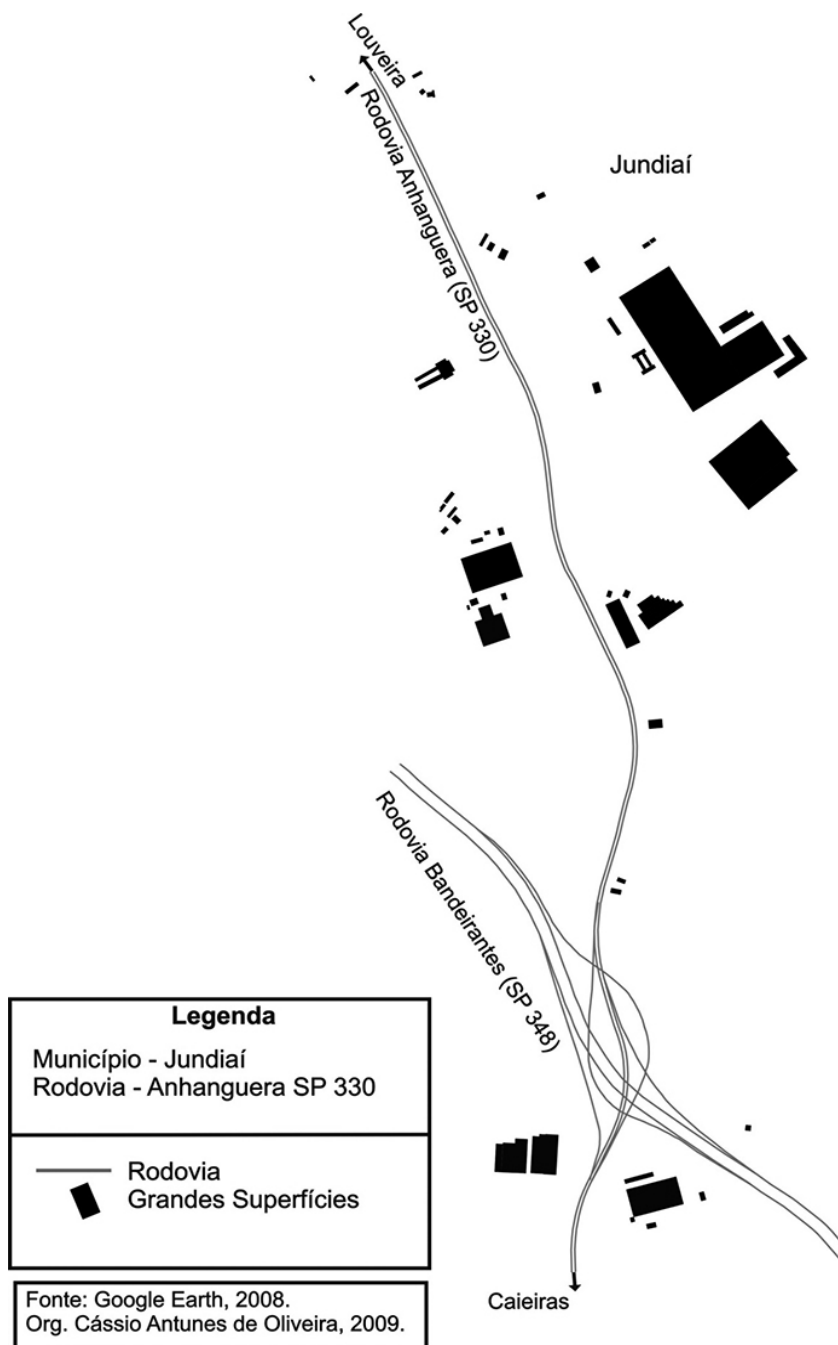 Louveira
Rodovia Anhanguera (SP 330)
Jundiaí
Rodovia Bandeirantes (SP 348)
Legenda
Município - Jundiaí
Rodovia - Anhanguera SP 330
Rodovia
Grandes Superfícies
Caieiras
Fonte: Google Earth, 2008.
Org. Cássio Antunes de Oliveira, 2009.